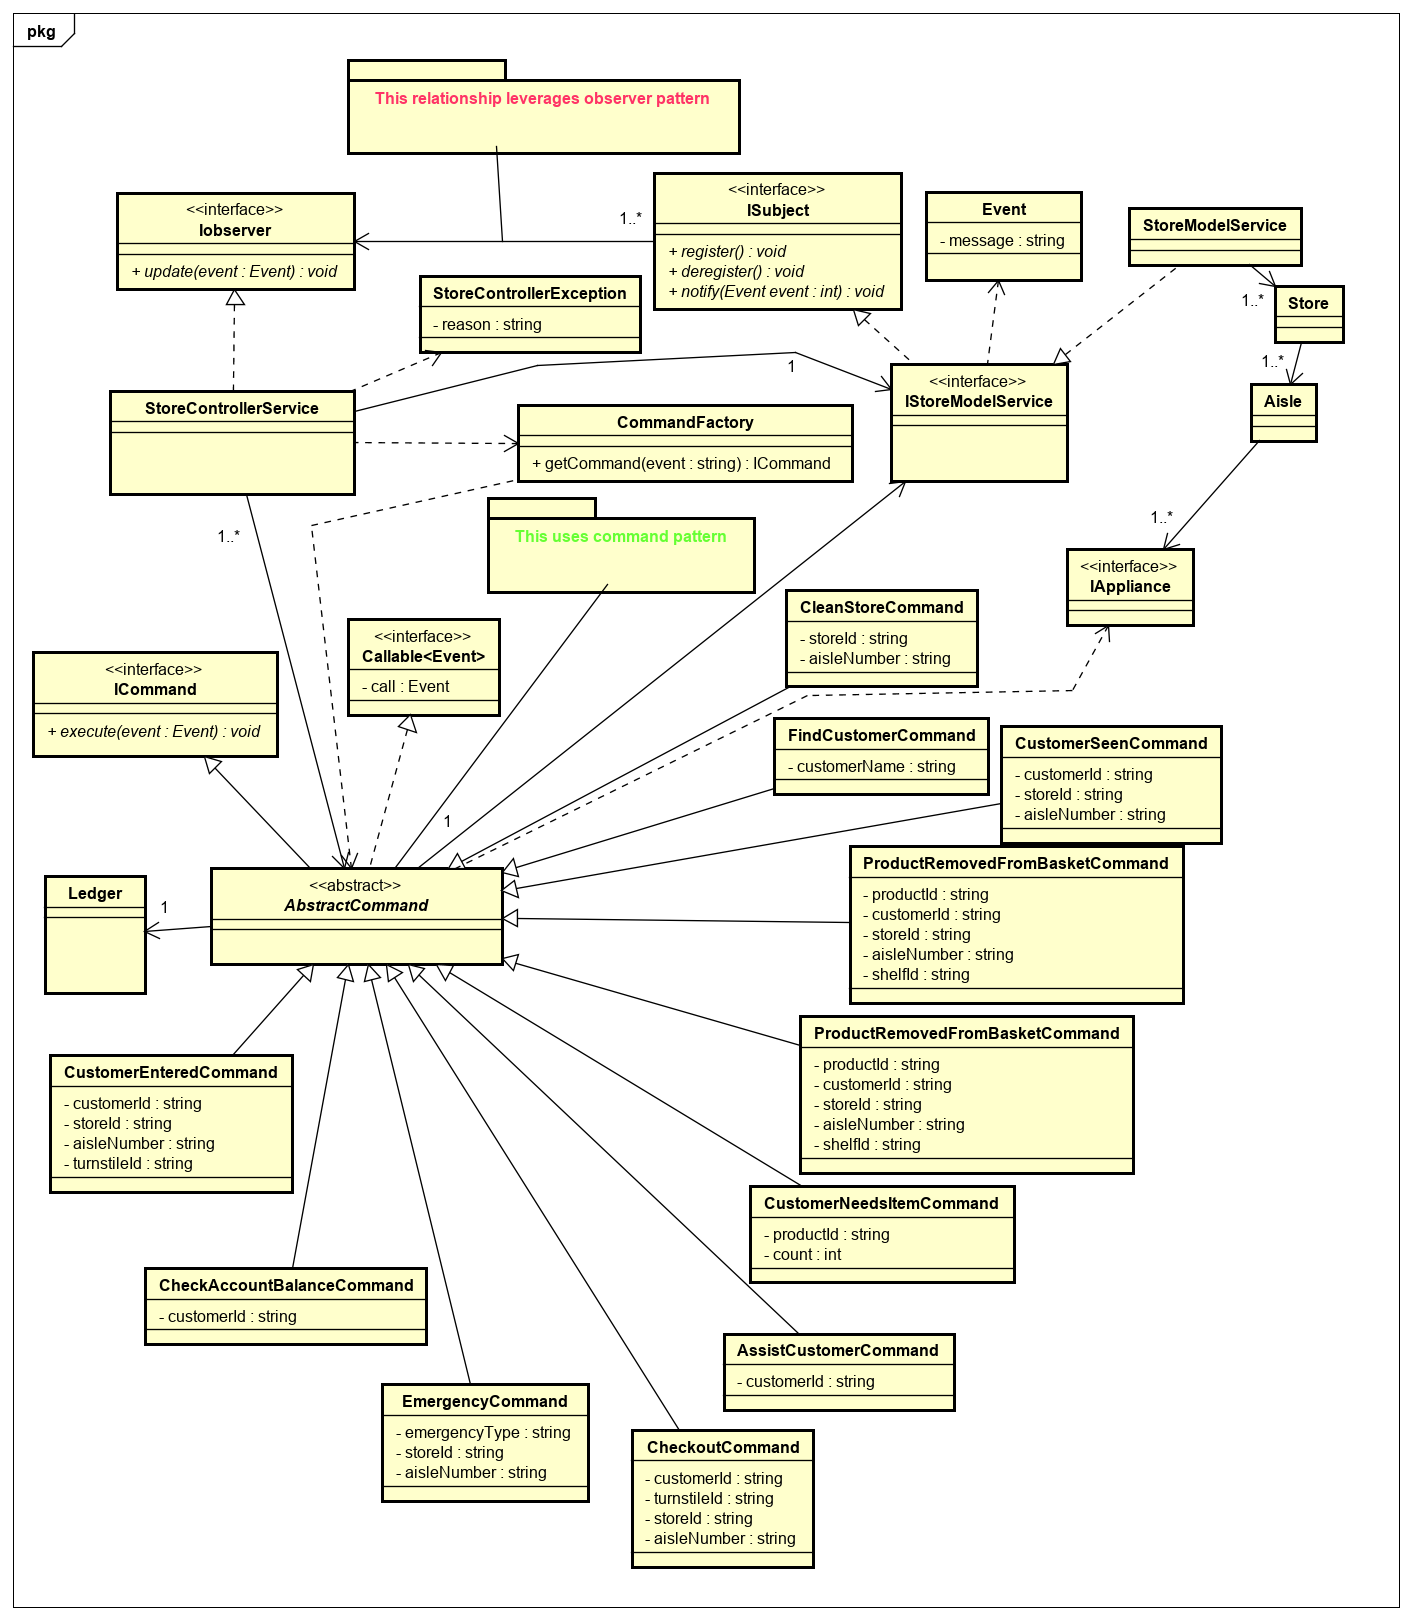 pkg
This relationship leverages observer pattern
<<interface>>
Iobserver
+ update(event : Event) : void
1..*
<<interface>>
ISubject
+ register() : void
+ deregister() : void
+ notify(Event event : int) : void
Event
- message : string
StoreModelService
1..*
Store
StoreControllerException
- reason : string
1..*
Aisle
1
<<interface>>
IStoreModelService
StoreControllerService
CommandFactory
+ getCommand(event : string) : ICommand
1..*
This uses command pattern
1..*
<<interface>>
IAppliance
<<interface>>
Callable<Event>
- call : Event
CleanStoreCommand
- storeId : string
- aisleNumber : string
<<interface>>
ICommand
+ execute(event : Event) : void
FindCustomerCommand
- customerName : string
CustomerSeenCommand
- customerId : string
- storeId : string
- aisleNumber : string
1
Ledger
1
<<abstract>>
AbstractCommand
ProductRemovedFromBasketCommand
- productId : string
- customerId : string
- storeId : string
- aisleNumber : string
- shelfId : string
ProductRemovedFromBasketCommand
- productId : string
- customerId : string
- storeId : string
- aisleNumber : string
- shelfId : string
CustomerEnteredCommand
- customerId : string
- storeId : string
- aisleNumber : string
- turnstileId : string
CustomerNeedsItemCommand
- productId : string
- count : int
CheckAccountBalanceCommand
- customerId : string
AssistCustomerCommand
- customerId : string
EmergencyCommand
- emergencyType : string
- storeId : string
- aisleNumber : string
CheckoutCommand
- customerId : string
- turnstileId : string
- storeId : string
- aisleNumber : string